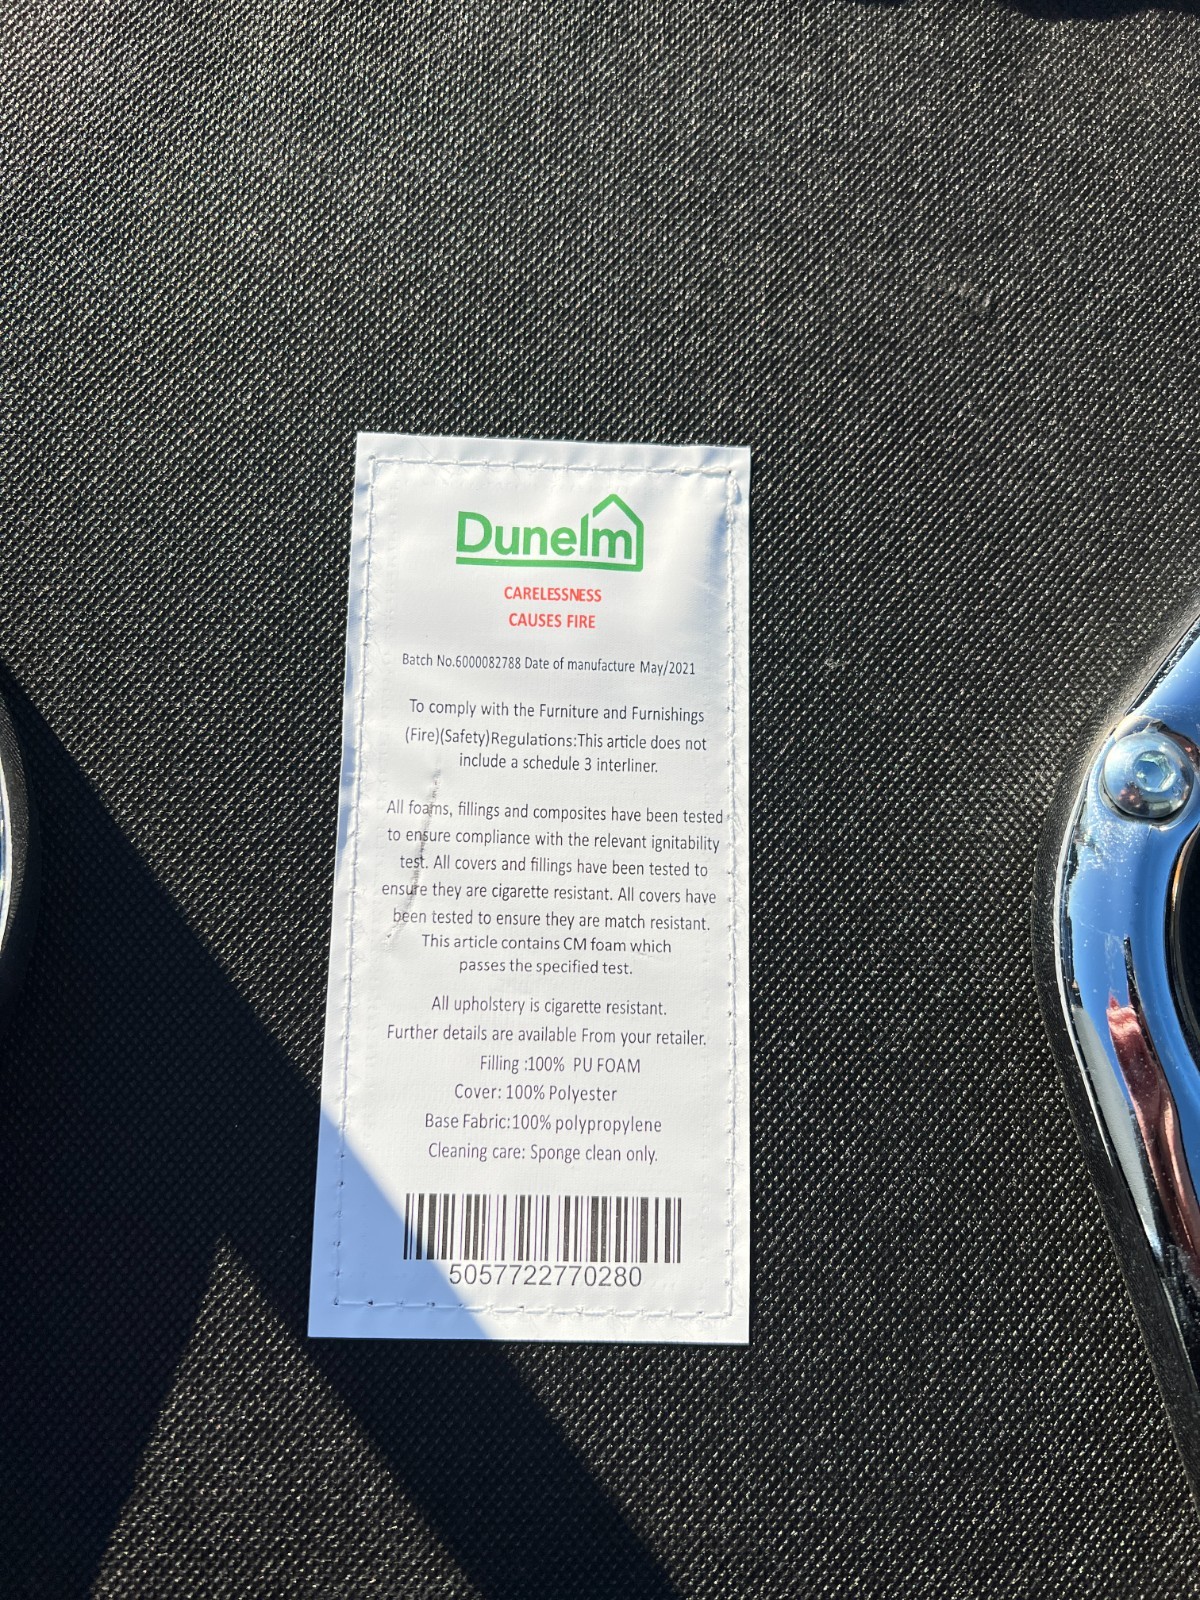 Dunelm
CARELESSNESS
CAUSES FIRE
Batch No.6000082788 Date of manufacture May/2021
To comply with the Furniture and Furnishings
(Fire)(Safety)Regulations:This article does not
include a schedule 3 interliner.
All foams, fillings and composites have been tested
to ensure compliance with the relevant ignitability
test. All covers and fillings have been tested to
ensure they are cigarette resistant. All covers have
been tested to ensure they are match resistant.
This article contains CM foam which
passes the specified test.
All upholstery is cigarette resistant.
Further details are available From your retailer.
Filling :100% PU FOAM
Cover: 100% Polyester
Base Fabric:100% polypropylene
Cleaning care: Sponge clean only.
5057722770280